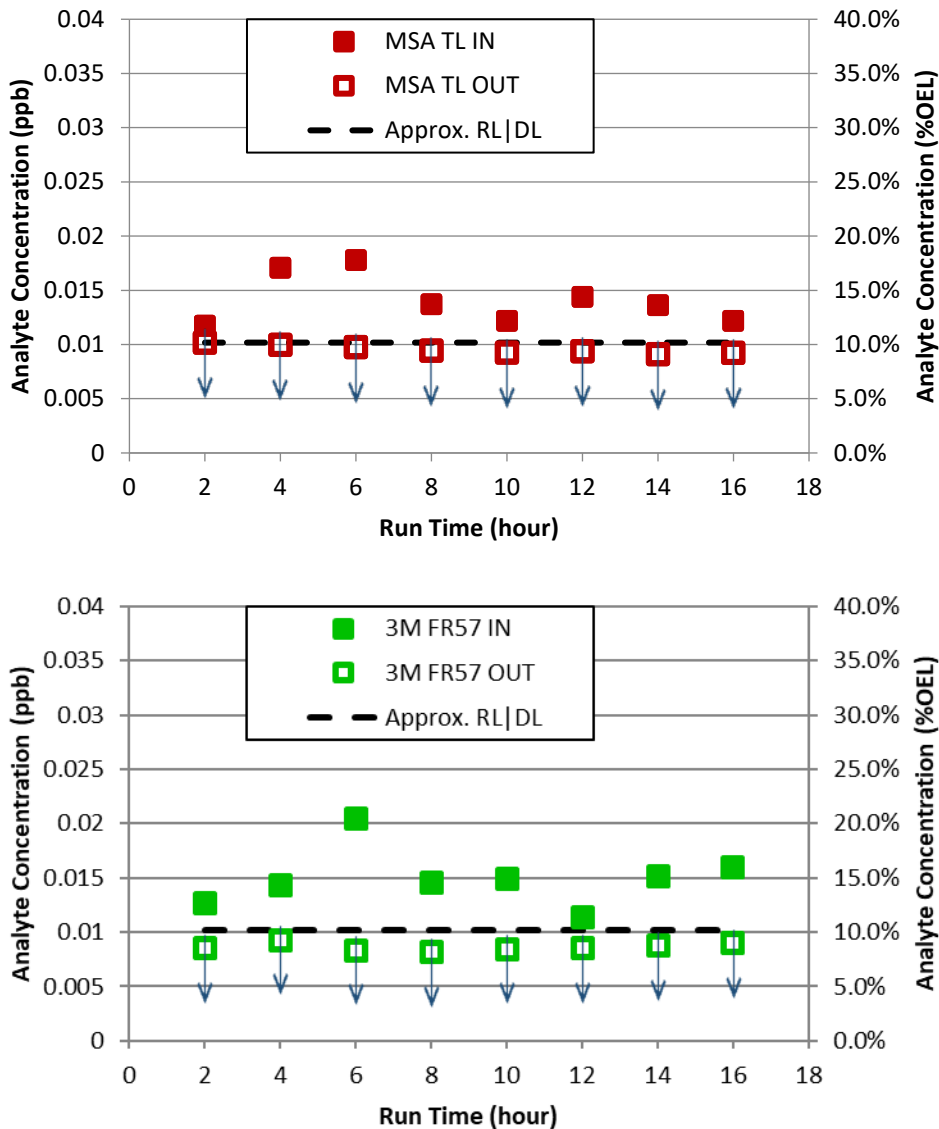 0.04
0.035
0.03
0.025
0.02
0.015
0.01
0.005
0
Analyte Concentration (ppb)
MSA TL IN
MSA TL OUT
Approx. RL|DL
40.0%
35.0%
30.0%
25.0%
20.0%
15.0%
10.0%
5.0%
0.0%
Analyte Concentration (%OEL)
0 2 4 6 8 10 12 14 16 18
Run Time (hour)
0.04
0.035
0.03
0.025
0.02
0.015
0.01
0.005
0
Analyte Concentration (ppb)
3M FR57 IN
3M FR57 OUT
Approx. RL|DL
40.0%
35.0%
30.0%
25.0%
20.0%
15.0%
10.0%
5.0%
0.0%
Analyte Concentration (%OEL)
0 2 4 6 8 10 12 14 16 18
Run Time (hour)